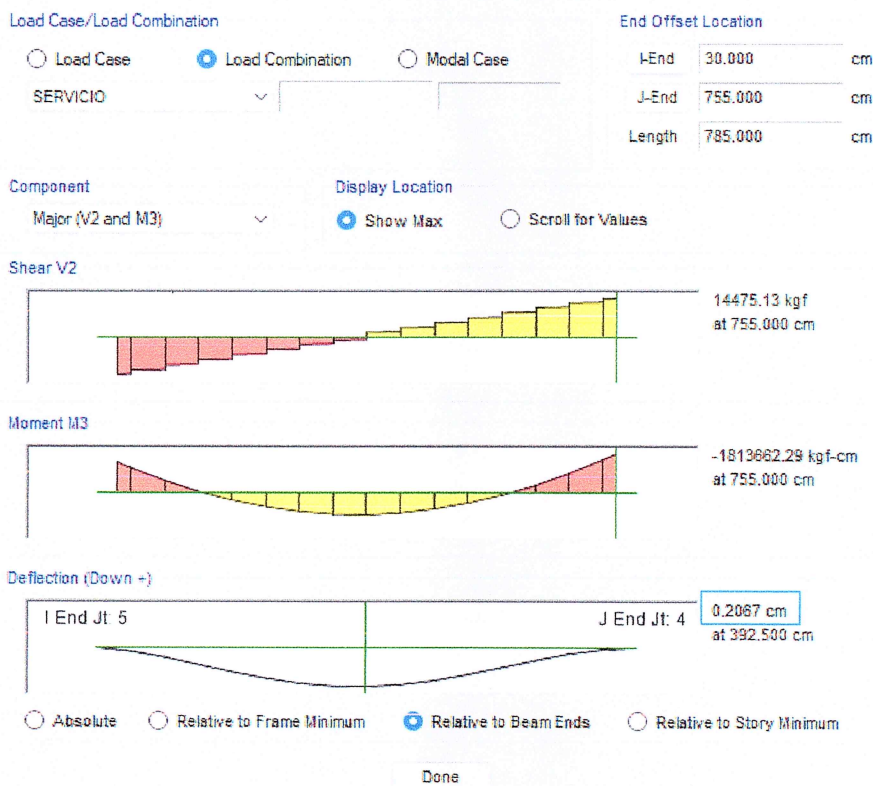 Load Case/Load Combination
End Offset Location
Load Case
Load Combination
Modal Case
I-End 30.000 cm
SERVICIO
J-End 755.000 cm
Length 785.000 cm
Component
Display Location
Major (V2 and M3)
Show Max
Scroll for Values
Shear V2
14475.13 kgf
at 755.000 cm
Moment M3
-1813662.29 kgf-cm
at 755.000 cm
Deflection (Down +)
I End Jt: 5
J End Jt: 4
0.2067 cm
at 392.500 cm
Absolute
Relative to Frame Minimum
Relative to Beam Ends
Relative to Story Minimum
Done